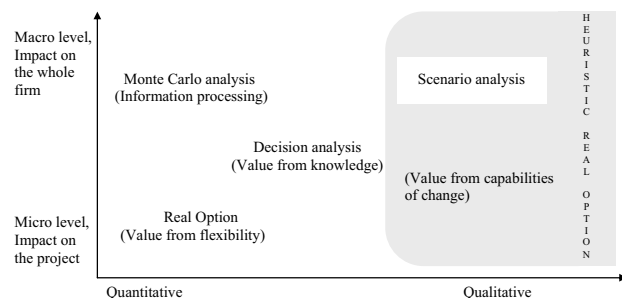 Macro level,
Impact on
the whole
firm
Monte Carlo analysis
(Information processing)
Scenario analysis
Decision analysis
(Value from knowledge)
(Value from capabilities
of change)
Real Option
(Value from flexibility)
Micro level,
Impact on
the project
HEURISTIC REAL OPTION
Quantitative
Qualitative